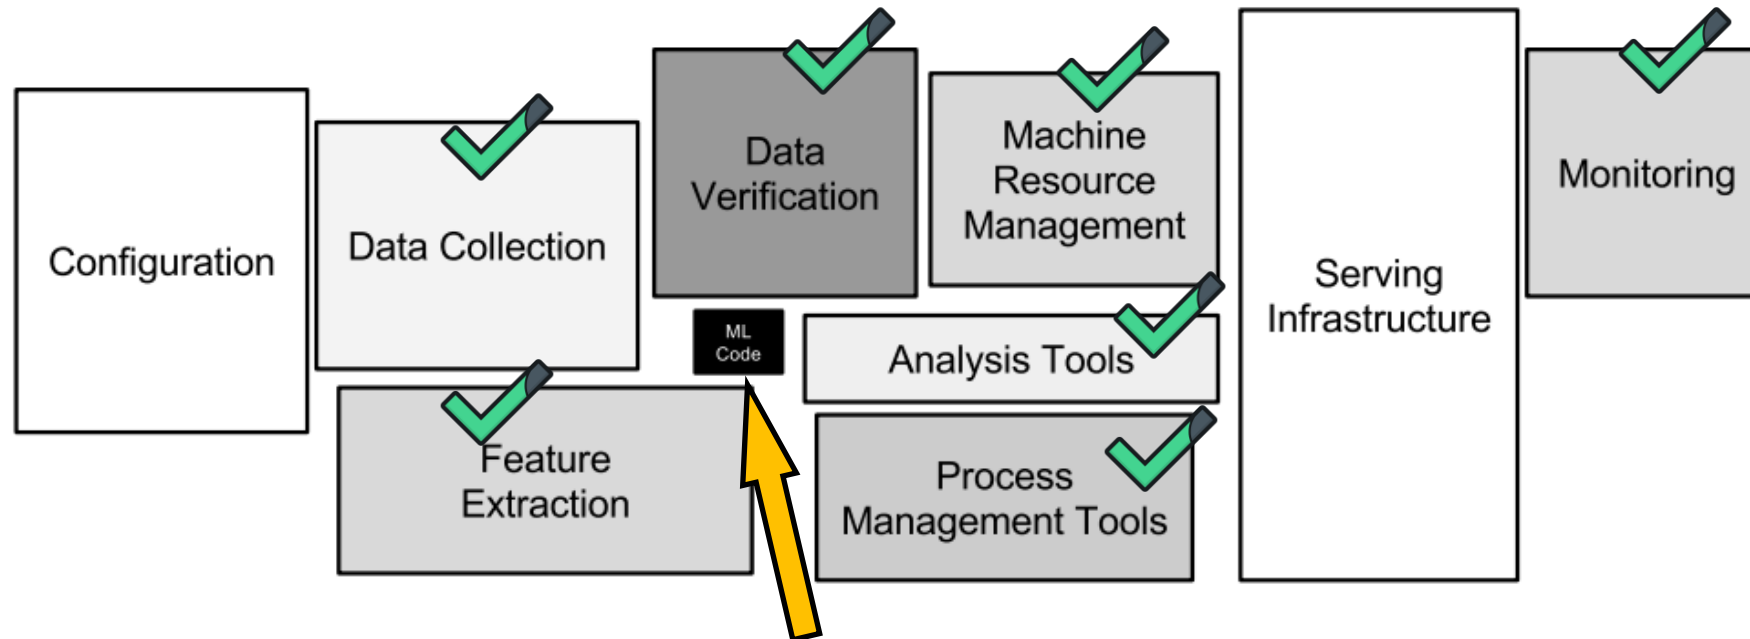 Configuration
Data Collection
Feature
Extraction
Data
Verification
ML
Code
Machine
Resource
Management
Analysis Tools
Process
Management Tools
Serving
Infrastructure
Monitoring